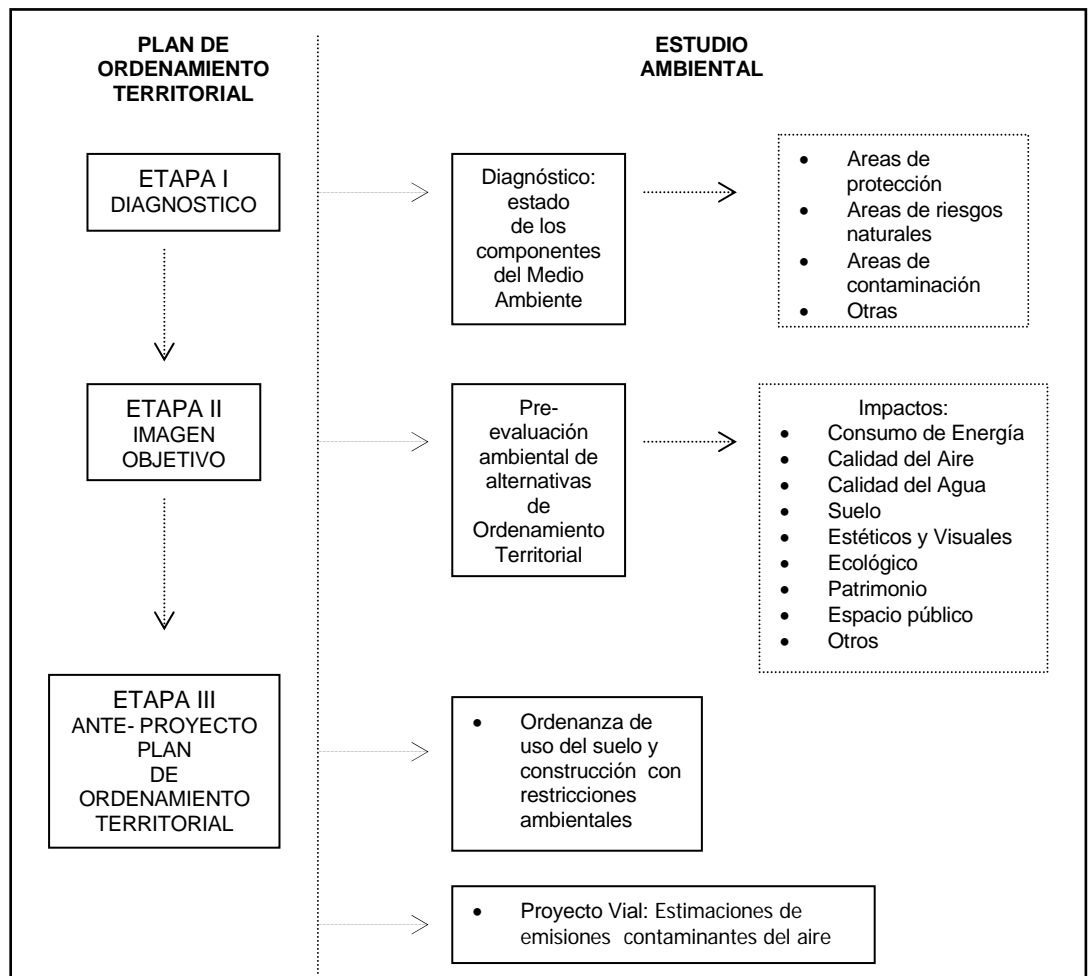 PLAN DE
ORDENAMIENTO
TERRITORIAL
ESTUDIO
AMBIENTAL
ETAPA I
DIAGNOSTICO
Diagnóstico:
estado
de los
componentes
del Medio
Ambiente
• Areas de
protección
• Areas de riesgos
naturales
• Areas de
contaminación
• Otras
ETAPA II
IMAGEN
OBJETIVO
Pre-
evaluación
ambiental de
alternativas
de
Ordenamiento
Territorial
Impactos:
• Consumo de Energía
• Calidad del Aire
• Calidad del Agua
• Suelo
• Estéticos y Visuales
• Ecológico
• Patrimonio
• Espacio público
• Otros
ETAPA III
ANTE- PROYECTO
PLAN
DE
ORDENAMIENTO
TERRITORIAL
• Ordenanza de
uso del suelo y
construcción con
restricciones
ambientales
• Proyecto Vial: Estimaciones de
emisiones contaminantes del aire